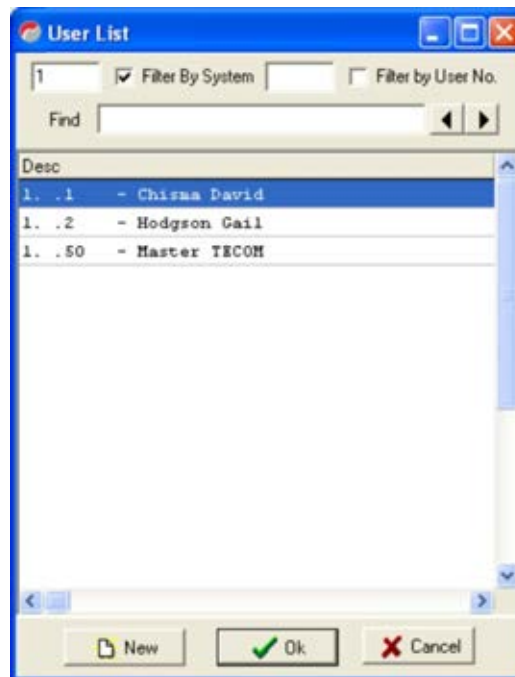 User List
1 Filter By System Filter by User No.
Find
Desc
1. .1 - Chisma David
1. .2 - Hodgson Gail
1. .50 - Master TECOM
New Ok Cancel